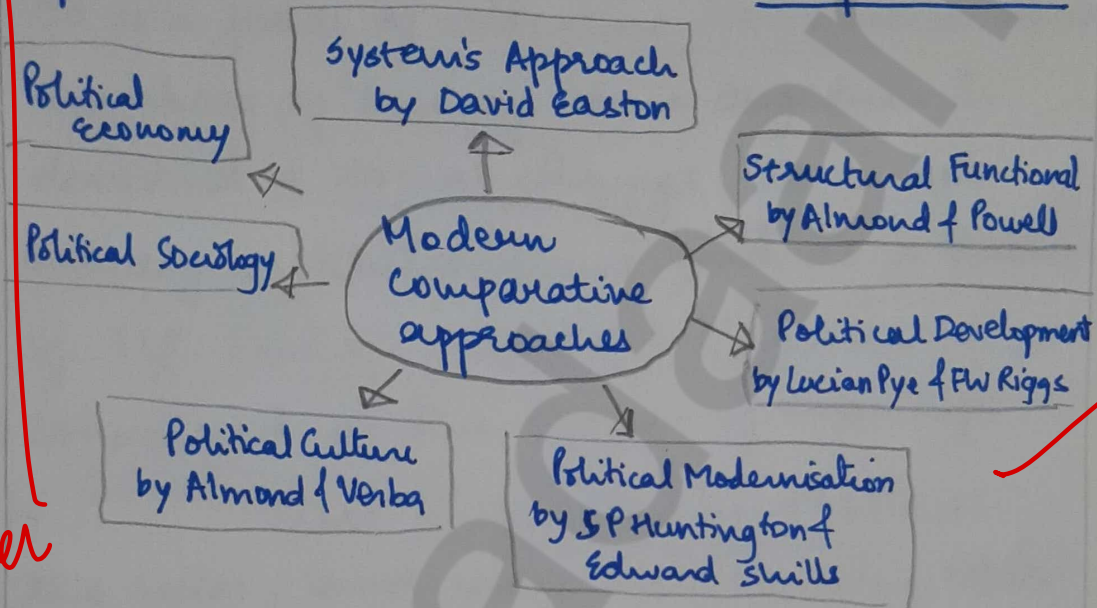 System's Approach
by David Easton
Political
Economy
Structural Functional
by Almond & Powell
Political Sociology
Modern
comparative
approaches
Political Development
by Lucian Pye & FW Riggs
Political Culture
by Almond & Verba
Political Modernisation
by SP Huntington &
Edward Shills